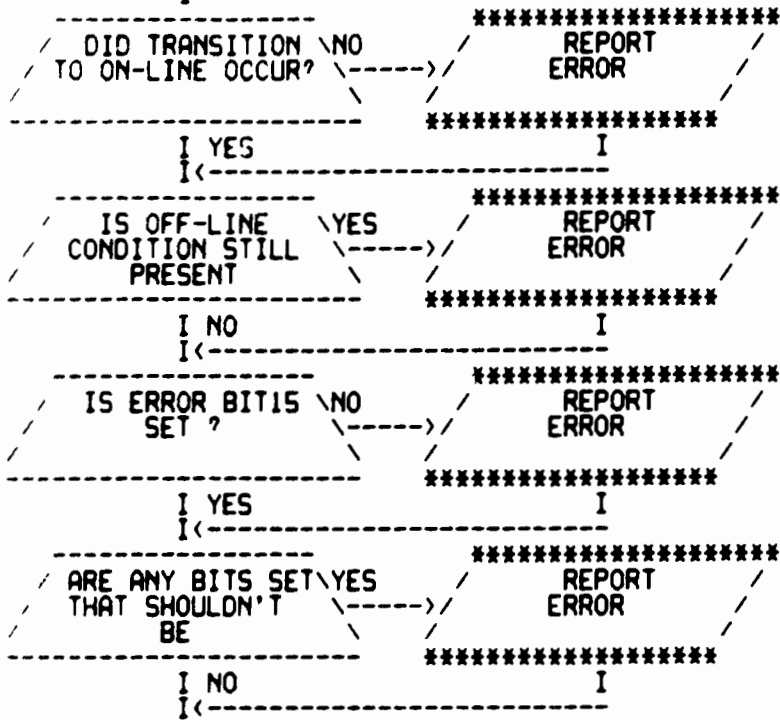 DID TRANSITION NO REPORT
TO ON-LINE OCCUR? ERROR
I YES I
I<
IS OFF-LINE YES REPORT
CONDITION STILL ERROR
PRESENT
I NO I
I<
IS ERROR BIT15 NO REPORT
SET ? ERROR
I YES I
I<
ARE ANY BITS SET YES REPORT
THAT SHOULDN'T ERROR
BE
I NO I
I<